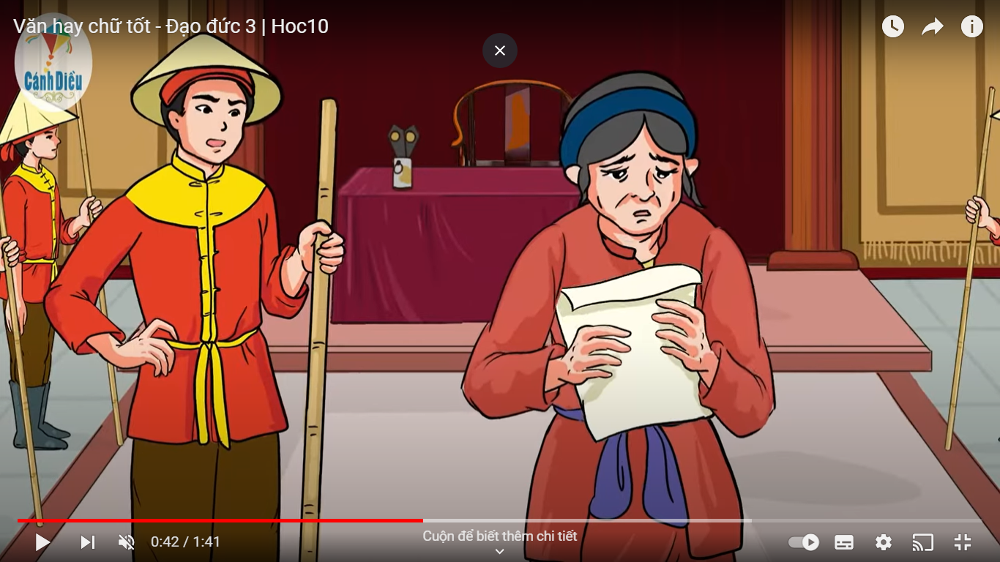 Văn hay chữ tốt - Đạo đức 3 | Hoc10
Cánh Diều
0:42 / 1:41
Cuộn để biết thêm chi tiết